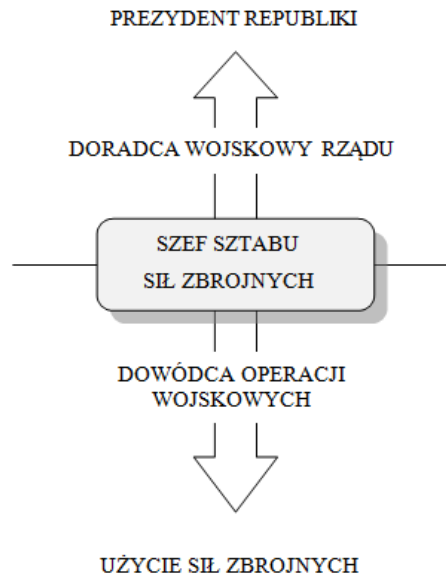 PREZYDENT REPUBLIKI
DORADCA WOJSKOWY RZĄDU
SZEF SZTABU
SIŁ ZBROJNYCH
DOWÓDCA OPERACJI
WOJSKOWYCH
UŻYCIE SIŁ ZBROJNYCH